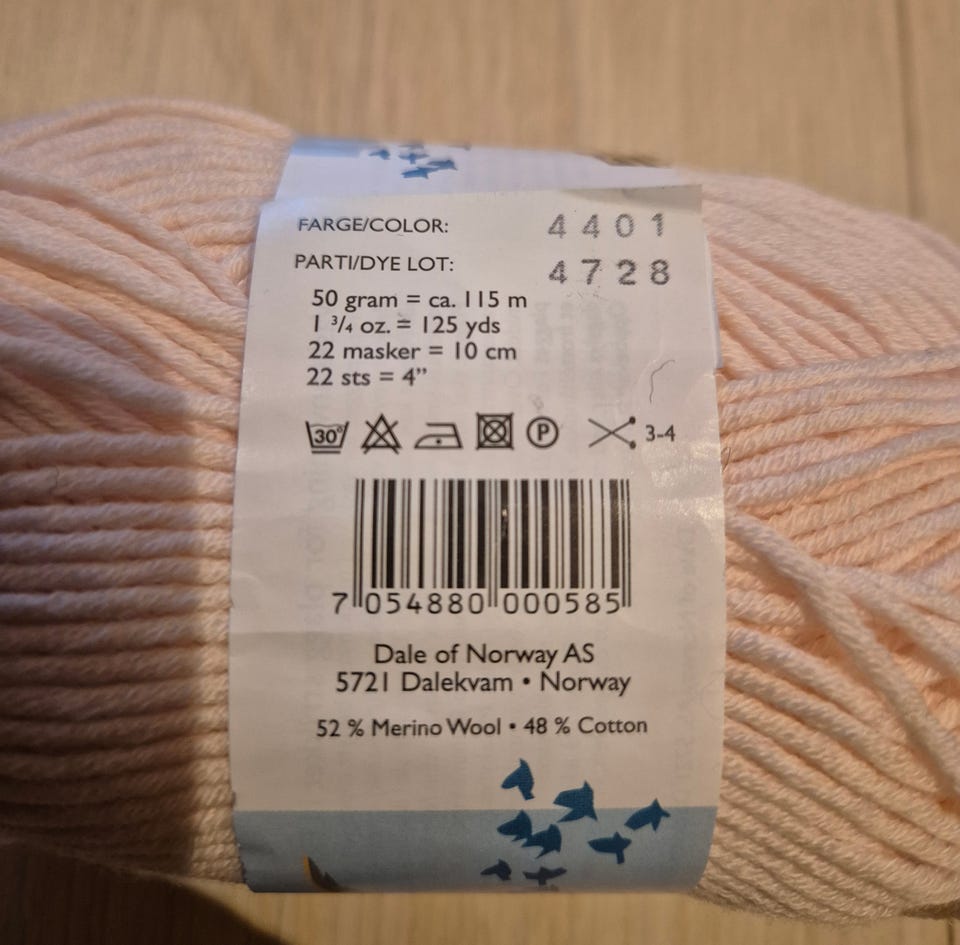 FARGE/COLOR: 4401
PARTI/DYE LOT: 4728
50 gram = ca. 115 m
1 ¾ oz. = 125 yds
22 masker = 10 cm
22 sts = 4”
30° P 3-4
7 054880 000585
Dale of Norway AS
5721 Dalekvam • Norway
52 % Merino Wool • 48 % Cotton